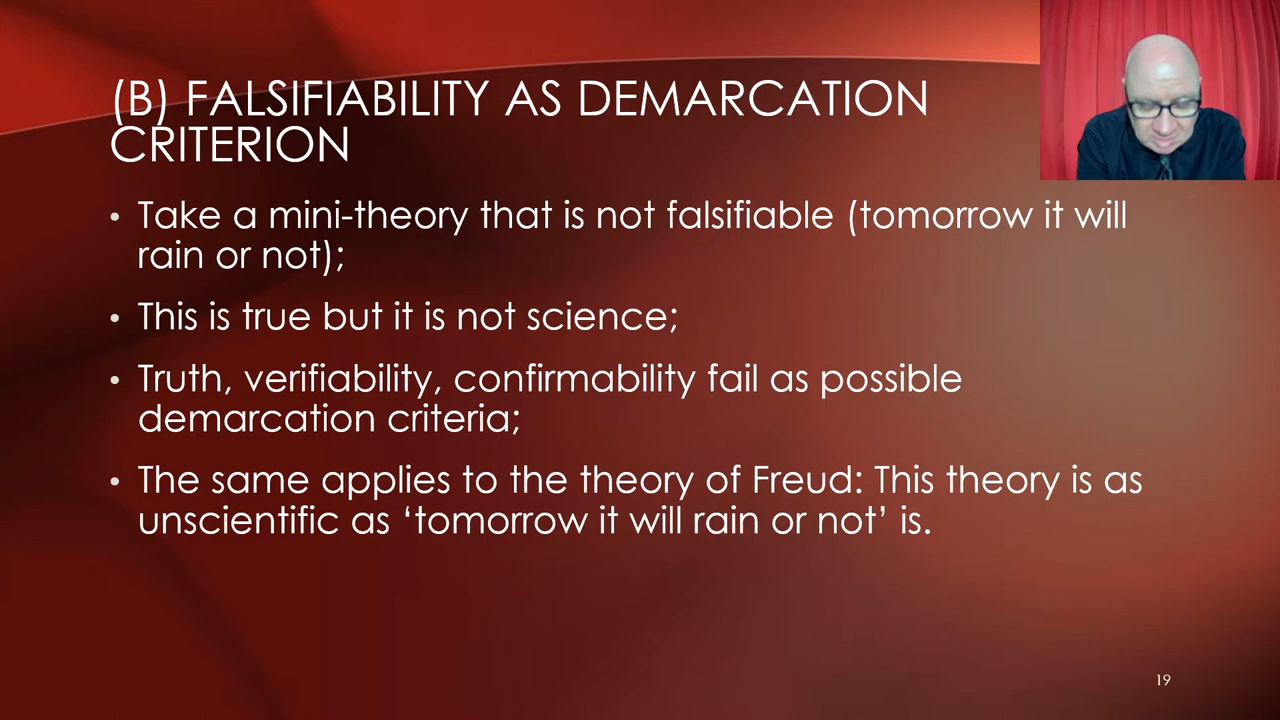 (B) FALSIFIABILITY AS DEMARCATION
CRITERION
• Take a mini-theory that is not falsifiable (tomorrow it will
rain or not);
• This is true but it is not science;
• Truth, verifiability, confirmability fail as possible
demarcation criteria;
• The same applies to the theory of Freud: This theory is as
unscientific as ‘tomorrow it will rain or not’ is.
19